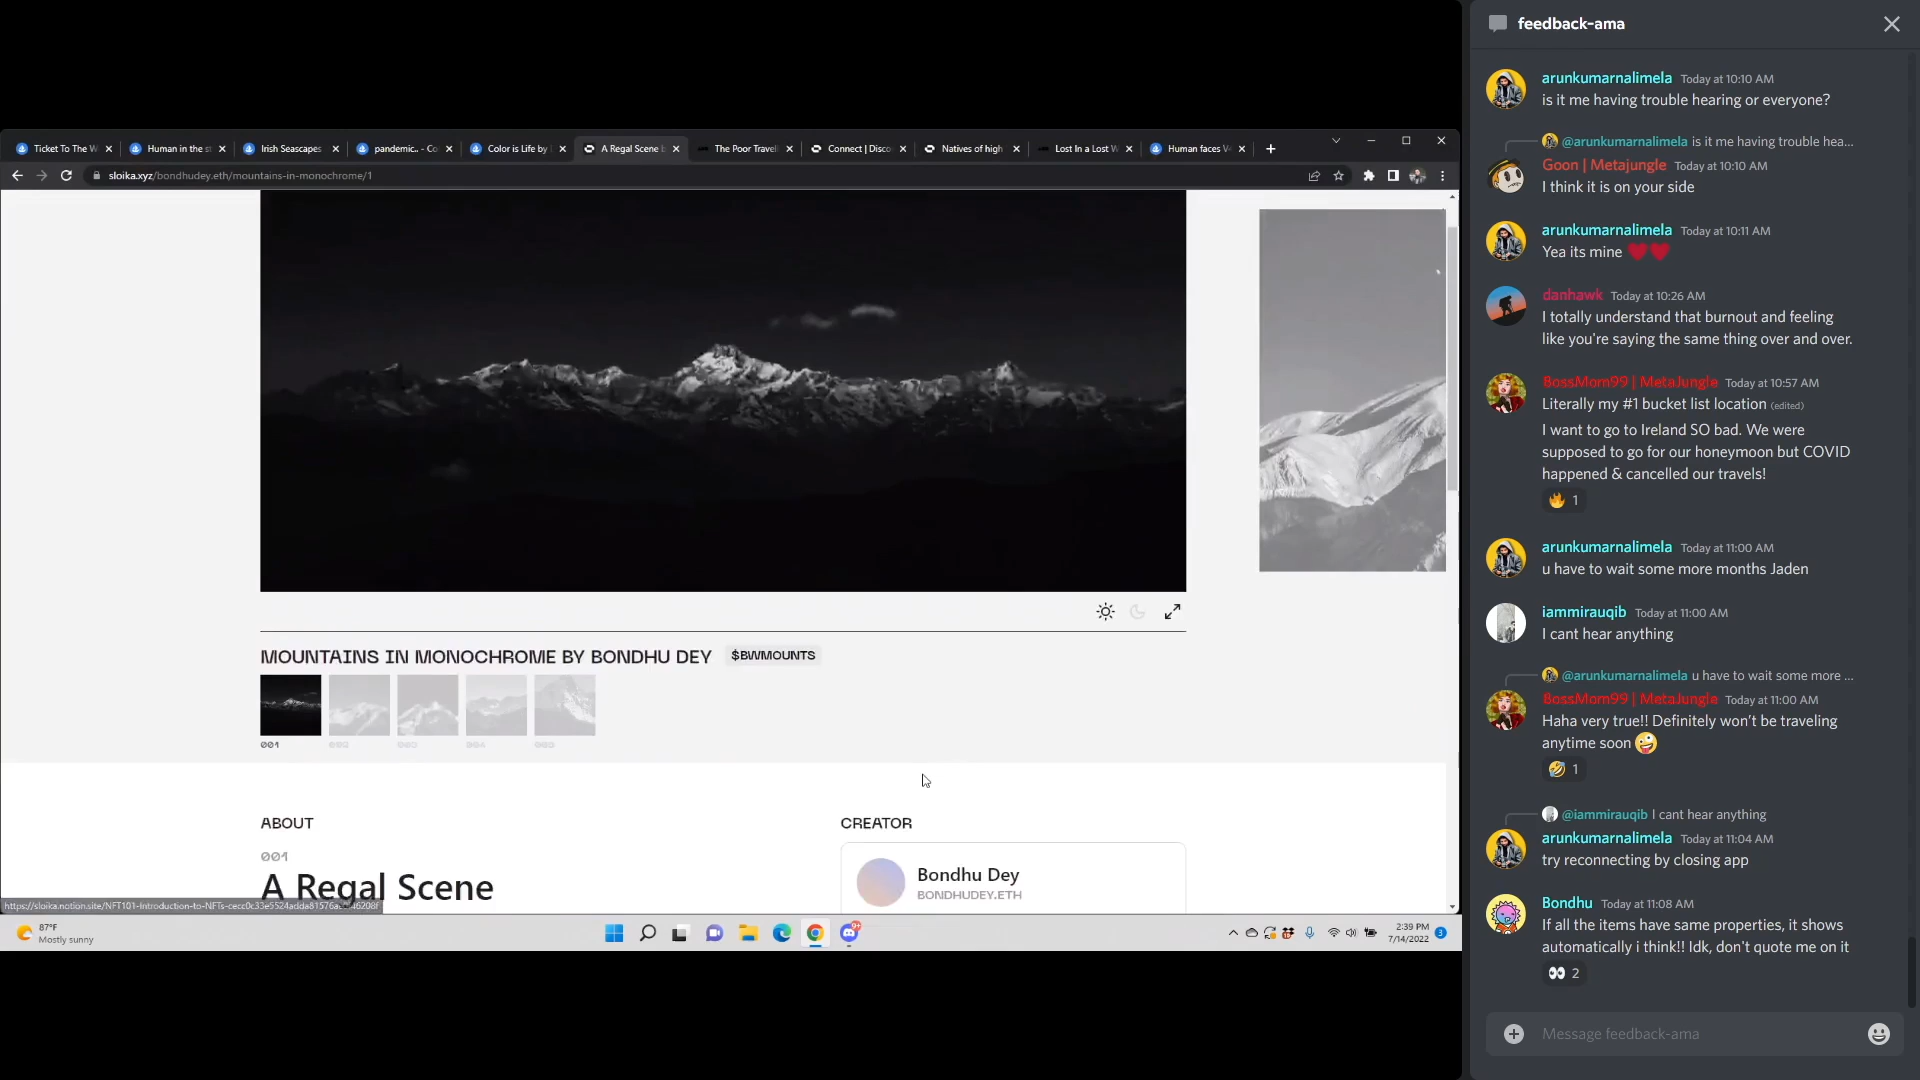 Ticket To The W
Human in the st
Irish Seascapes
pandemic.. - Co
Color is Life by
A Regal Scene b
The Poor Travel
Connect | Disco
Natives of high
Lost In a Lost W
Human faces V
sloika.xyz/bondhudey.eth/mountains-in-monochrome/1
MOUNTAINS IN MONOCHROME BY BONDHU DEY $BWMOUNTS
001 002 003 004 005
ABOUT
001
A Regal Scene
CREATOR
Bondhu Dey
BONDHUDEY.ETH
87°F
Mostly sunny
2:39 PM
7/14/2022
3
feedback-ama
arunkumarnalimela Today at 10:10 AM
is it me having trouble hearing or everyone?
@arunkumarnalimela is it me having trouble hea...
Goon | Metajungle Today at 10:10 AM
I think it is on your side
arunkumarnalimela Today at 10:11 AM
Yea its mine
danhawk Today at 10:26 AM
I totally understand that burnout and feeling
like you're saying the same thing over and over.
BossMom99 | MetaJungle Today at 10:57 AM
Literally my #1 bucket list location (edited)
I want to go to Ireland SO bad. We were
supposed to go for our honeymoon but COVID
happened & cancelled our travels!
1
arunkumarnalimela Today at 11:00 AM
u have to wait some more months Jaden
iammirauqib Today at 11:00 AM
I cant hear anything
@arunkumarnalimela u have to wait some more ...
BossMom99 | MetaJungle Today at 11:00 AM
Haha very true!! Definitely won't be traveling
anytime soon
1
@iammirauqib I cant hear anything
arunkumarnalimela Today at 11:04 AM
try reconnecting by closing app
Bondhu Today at 11:08 AM
If all the items have same properties, it shows
automatically i think!! Idk, don't quote me on it
2
Message feedback-ama